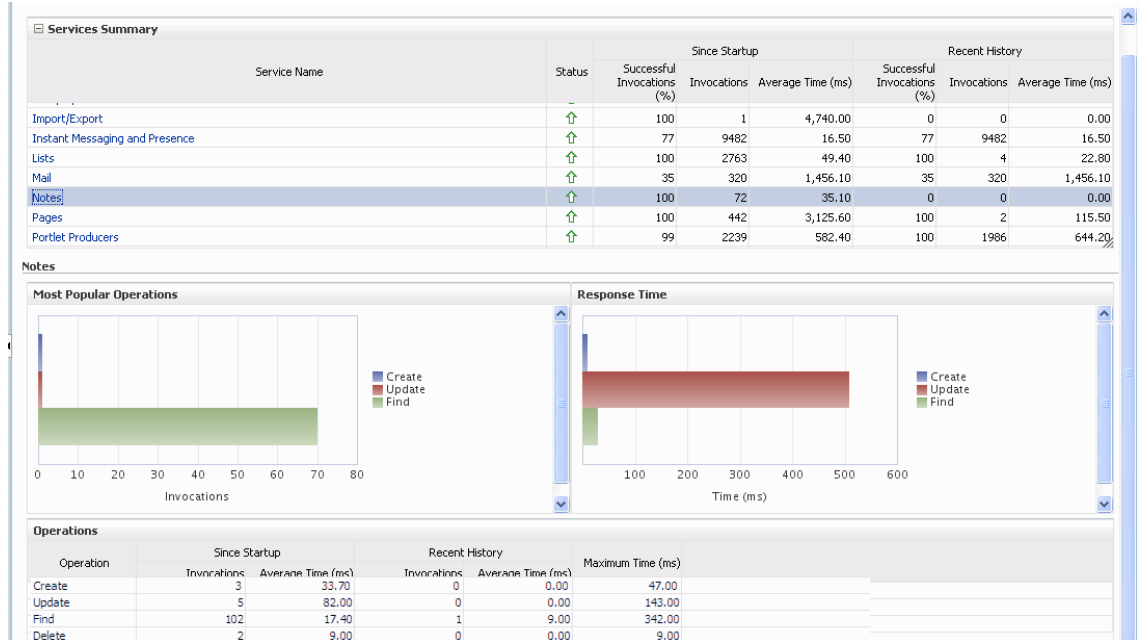 Services Summary
Since Startup Recent History
Service Name Status Successful Invocations (%) Invocations Average Time (ms) Successful Invocations (%) Invocations Average Time (ms)
Import/Export 100 1 4,740.00 0 0 0.00
Instant Messaging and Presence 77 9482 16.50 77 9482 16.50
Lists 100 2763 49.40 100 4 22.80
Mail 35 320 1,456.10 35 320 1,456.10
Notes 100 72 35.10 0 0 0.00
Pages 100 442 3,125.60 100 2 115.50
Portlet Producers 99 2239 582.40 100 1986 644.20
Notes
Most Popular Operations Response Time
Create Create
Update Update
Find Find
0 10 20 30 40 50 60 70 80 100 200 300 400 500 600
Invocations Time (ms)
Operations
Operation Since Startup Recent History Maximum Time (ms)
Invocations Average Time (ms) Invocations Average Time (ms)
Create 3 33.70 0 0.00 47.00
Update 5 82.00 0 0.00 143.00
Find 102 17.40 1 9.00 342.00
Delete 2 9.00 0 0.00 9.00